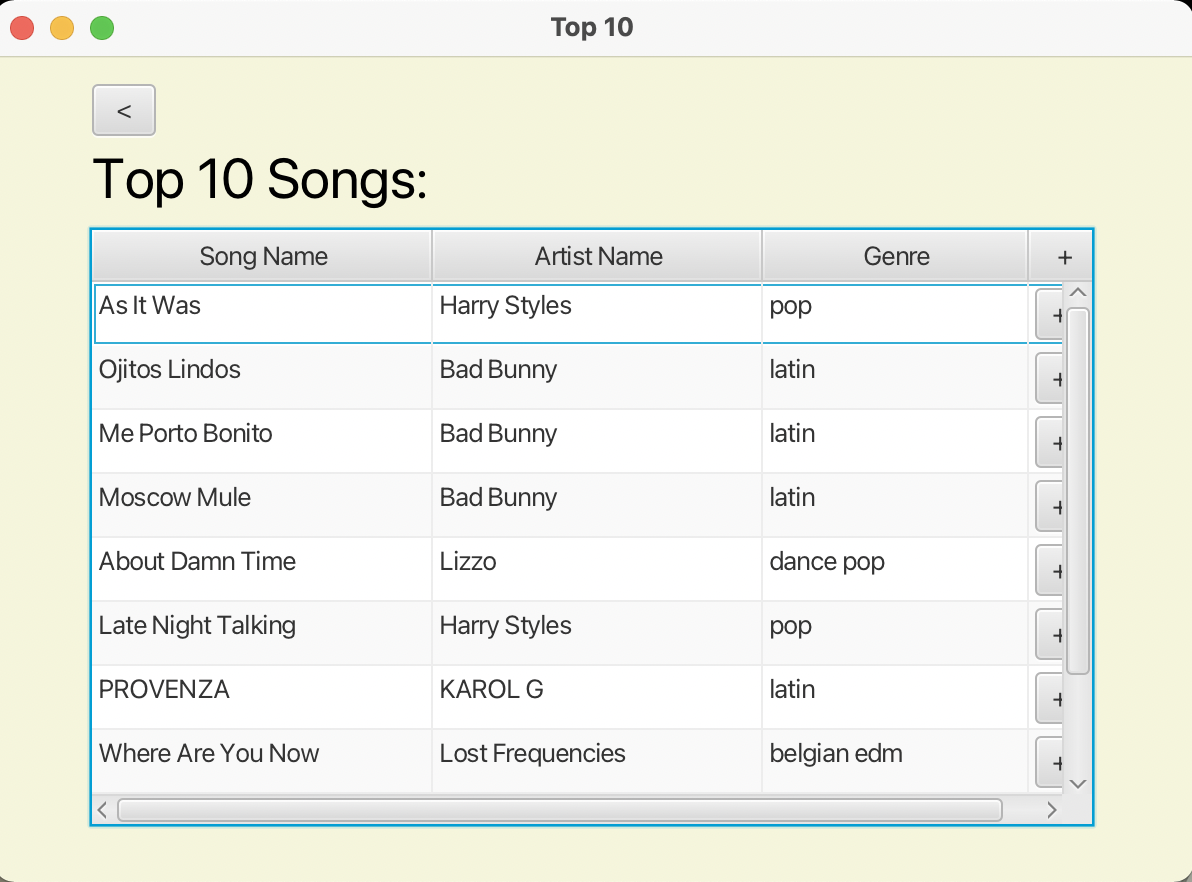 Top 10
<
Top 10 Songs:
Song Name Artist Name Genre +
As It Was Harry Styles pop +
Ojitos Lindos Bad Bunny latin +
Me Porto Bonito Bad Bunny latin +
Moscow Mule Bad Bunny latin +
About Damn Time Lizzo dance pop +
Late Night Talking Harry Styles pop +
PROVENZA KAROL G latin +
Where Are You Now Lost Frequencies belgian edm +